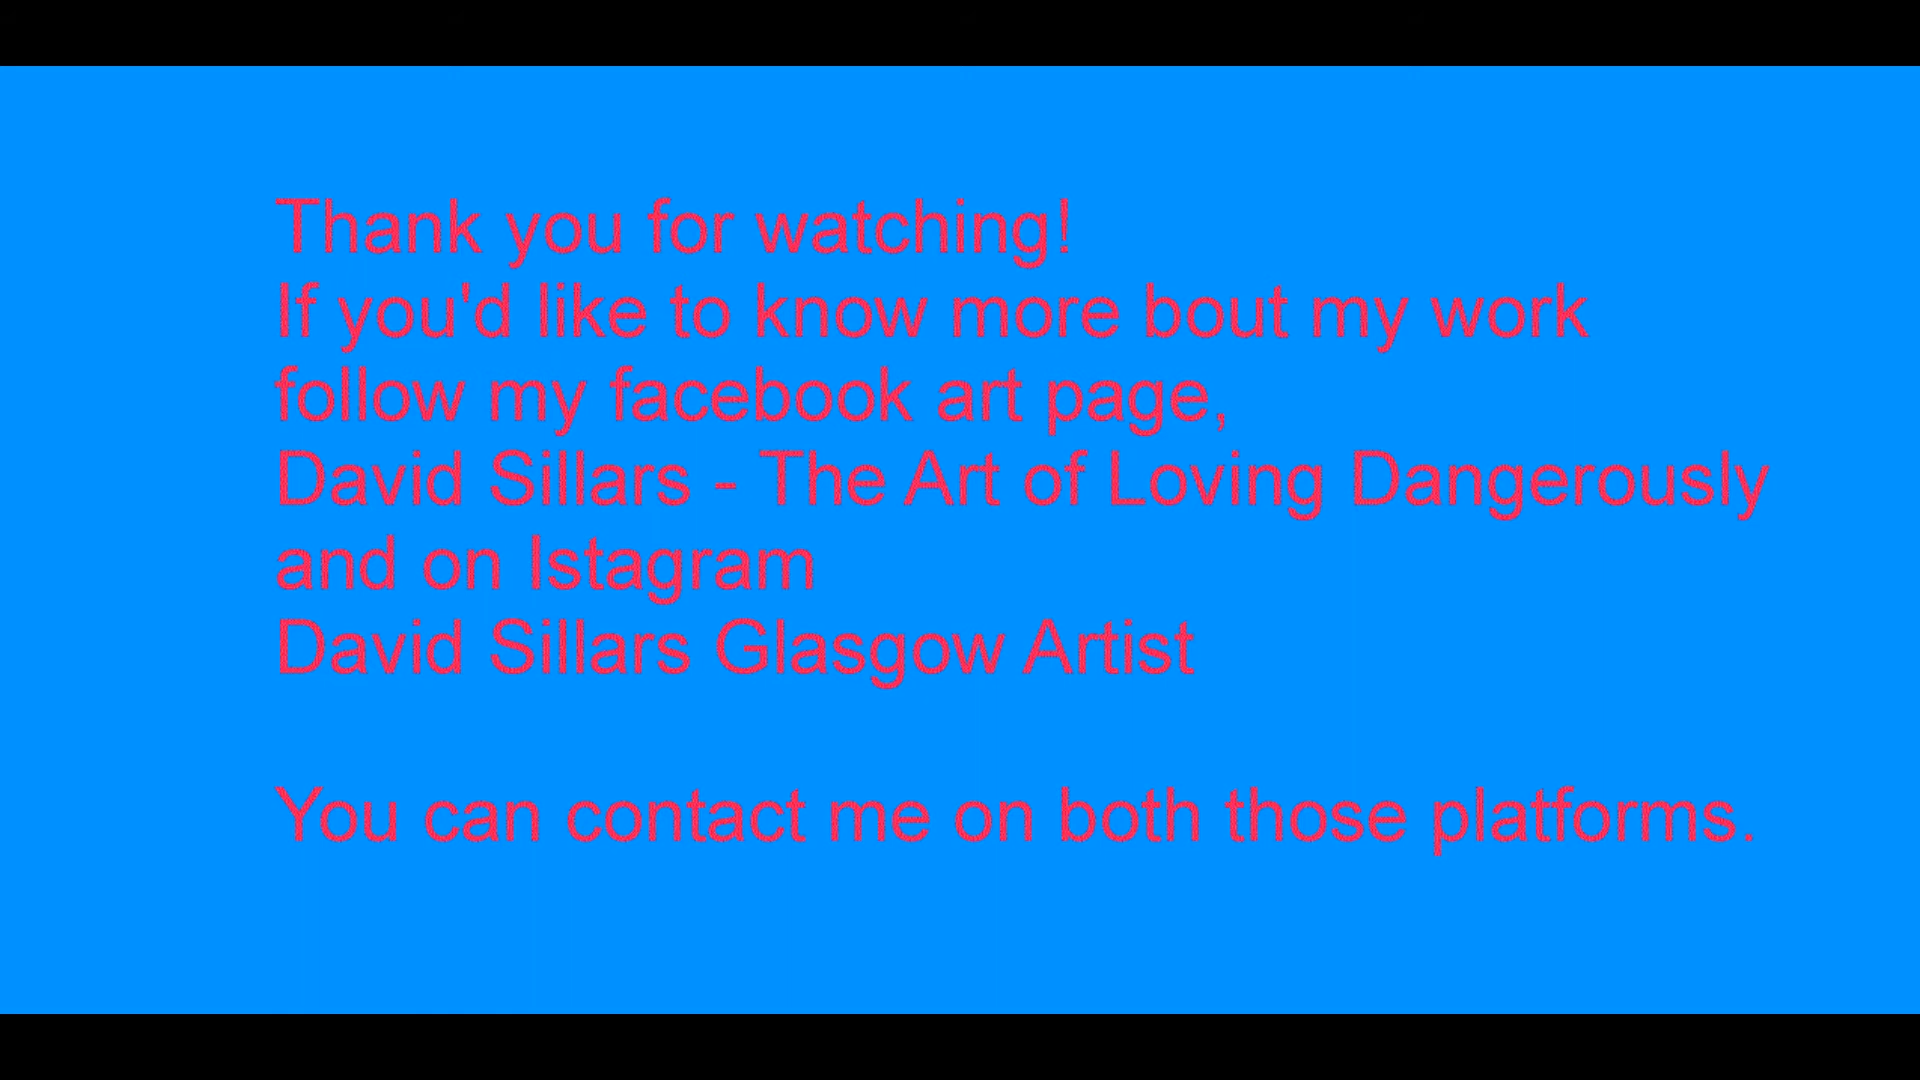 Thank you for watching!
If you'd like to know more bout my work
follow my facebook art page,
David Sillars - The Art of Loving Dangerously
and on Istagram
David Sillars Glasgow Artist
You can contact me on both those platforms.